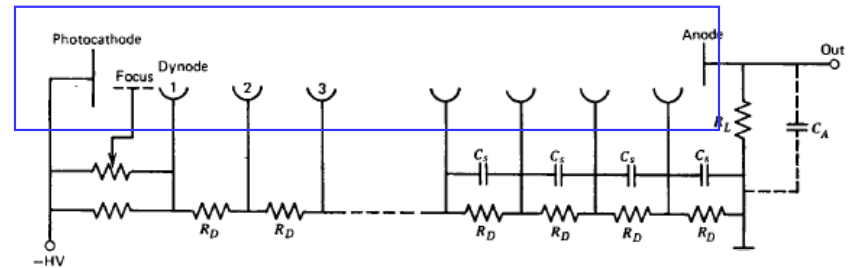 Photocathode
Anode
Out
Focus
Dynode
1
2
3
R_L
C_A
C_s
C_s
C_s
C_s
R_D
R_D
R_D
R_D
R_D
R_D
−HV